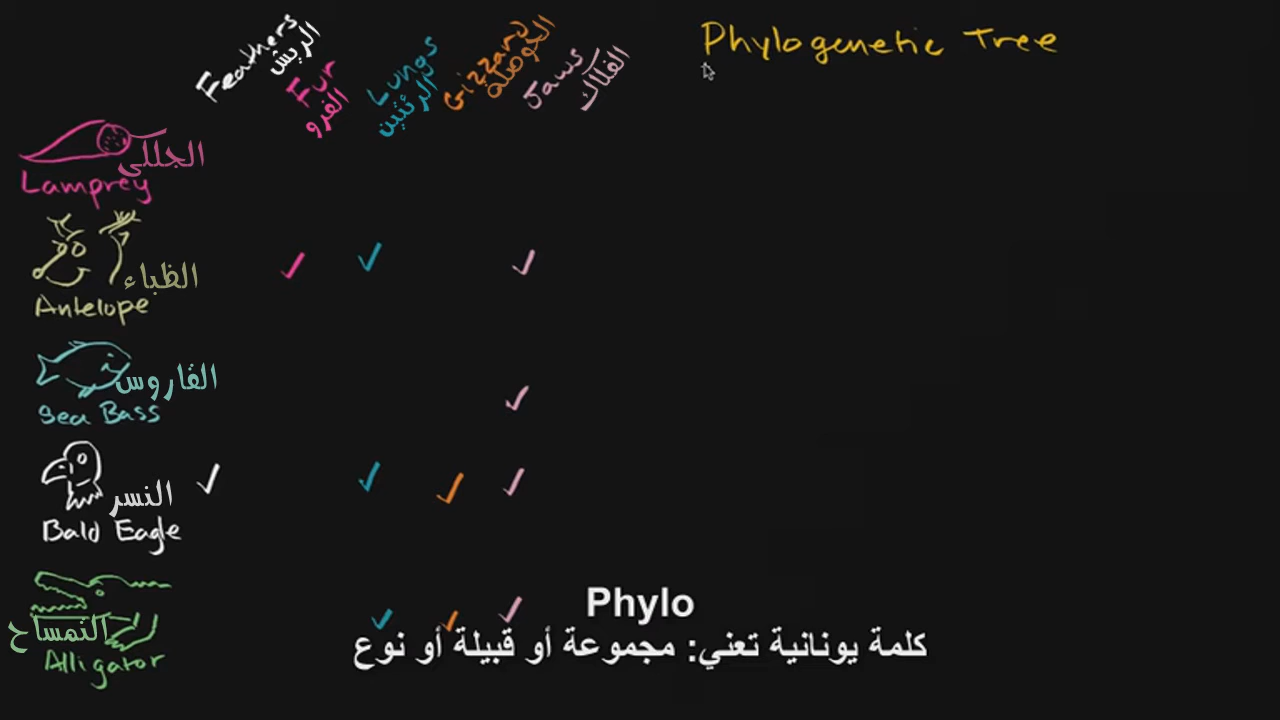 Feathers
الريش
Fur
الفرو
Lungs
الرئتين
Gizzard
الحوصلة
Jaws
الفكاك
Phylogenetic Tree
الجلكى
Lamprey
الظباء
Antelope
القاروس
Sea Bass
النسر
Bald Eagle
التمساح
Alligator
Phylo
كلمة يونانية تعني: مجموعة أو قبيلة أو نوع